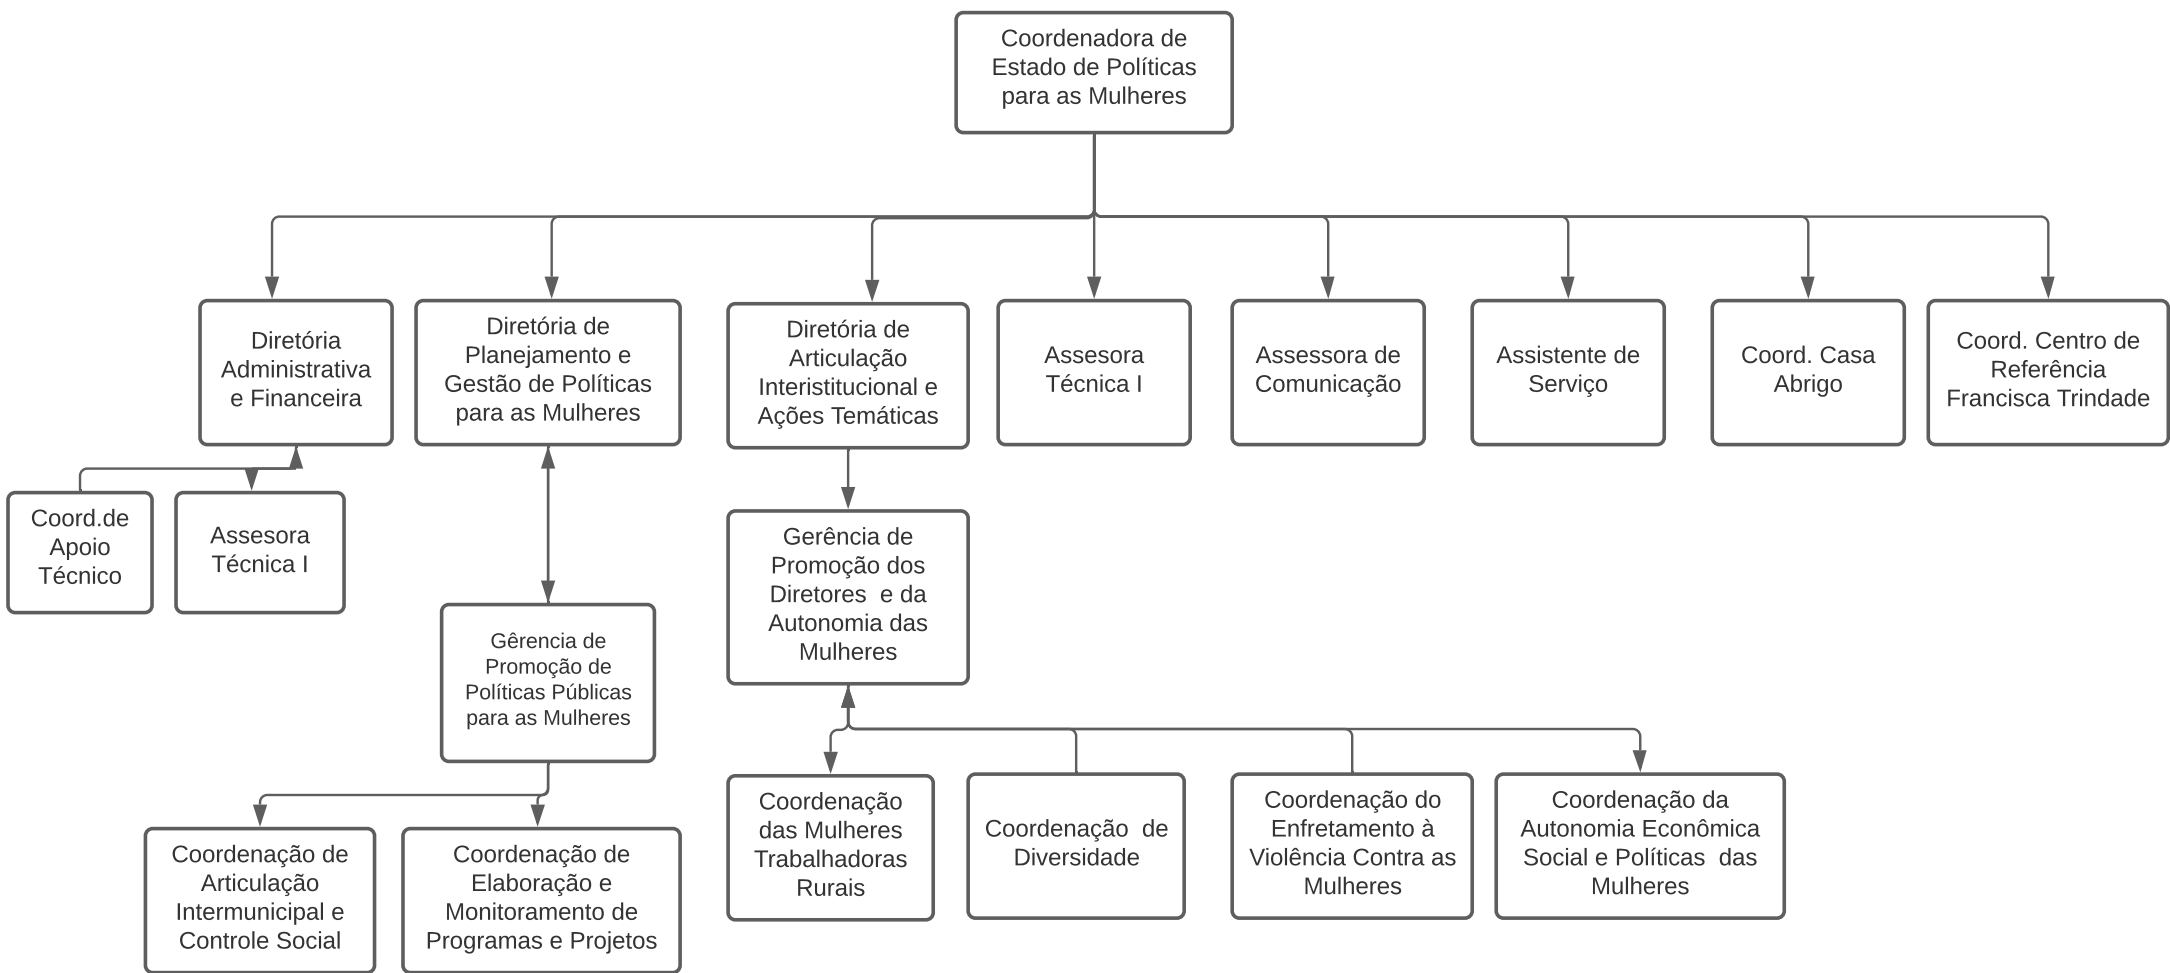 Coordenadora de
Estado de Políticas
para as Mulheres
Diretória
Administrativa
e Financeira
Diretória de
Planejamento e
Gestão de Políticas
para as Mulheres
Diretória de
Articulação
Interistitucional e
Ações Temáticas
Assesora
Técnica I
Assessora de
Comunicação
Assistente de
Serviço
Coord. Casa
Abrigo
Coord. Centro de
Referência
Francisca Trindade
Coord.de
Apoio
Técnico
Assesora
Técnica I
Gerência de
Promoção dos
Diretores  e da
Autonomia das
Mulheres
Gêrencia de
Promoção de
Políticas Públicas
para as Mulheres
Coordenação
das Mulheres
Trabalhadoras
Rurais
Coordenação  de
Diversidade
Coordenação do
Enfretamento à
Violência Contra as
Mulheres
Coordenação da
Autonomia Econômica
Social e Políticas  das
Mulheres
Coordenação de
Articulação
Intermunicipal e
Controle Social
Coordenação de
Elaboração e
Monitoramento de
Programas e Projetos